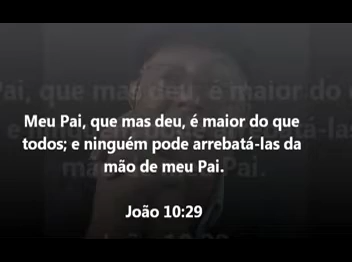 Meu Pai, que mas deu, é maior do que
todos; e ninguém pode arrebatá-las da
mão de meu Pai.
João 10:29